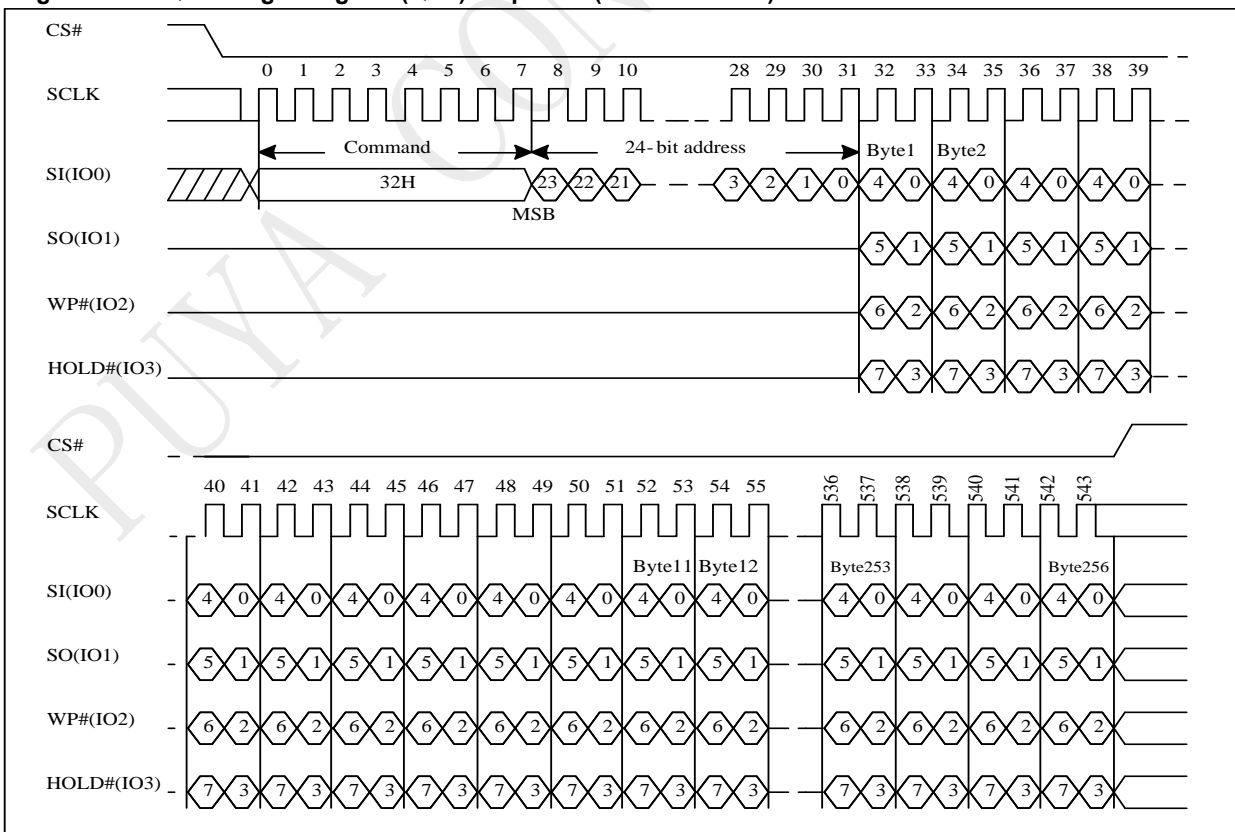 CS#
0 1 2 3 4 5 6 7 8 9 10 28 29 30 31 32 33 34 35 36 37 38 39
SCLK
Command 24-bit address Byte1 Byte2
SI(IO0) 32H 23 22 21 3 2 1 0 4 0 4 0 4 0 4 0
MSB
SO(IO1) 5 1 5 1 5 1 5 1
WP#(IO2) 6 2 6 2 6 2 6 2
HOLD#(IO3) 7 3 7 3 7 3 7 3
CS#
40 41 42 43 44 45 46 47 48 49 50 51 52 53 54 55 536 537 538 539 540 541 542 543
SCLK
Byte11 Byte12 Byte253 Byte256
SI(IO0) 4 0 4 0 4 0 4 0 4 0 4 0 4 0 4 0 4 0 4 0 4 0 4 0
SO(IO1) 5 1 5 1 5 1 5 1 5 1 5 1 5 1 5 1 5 1 5 1 5 1 5 1
WP#(IO2) 6 2 6 2 6 2 6 2 6 2 6 2 6 2 6 2 6 2 6 2 6 2 6 2
HOLD#(IO3) 7 3 7 3 7 3 7 3 7 3 7 3 7 3 7 3 7 3 7 3 7 3 7 3
PUYA CON